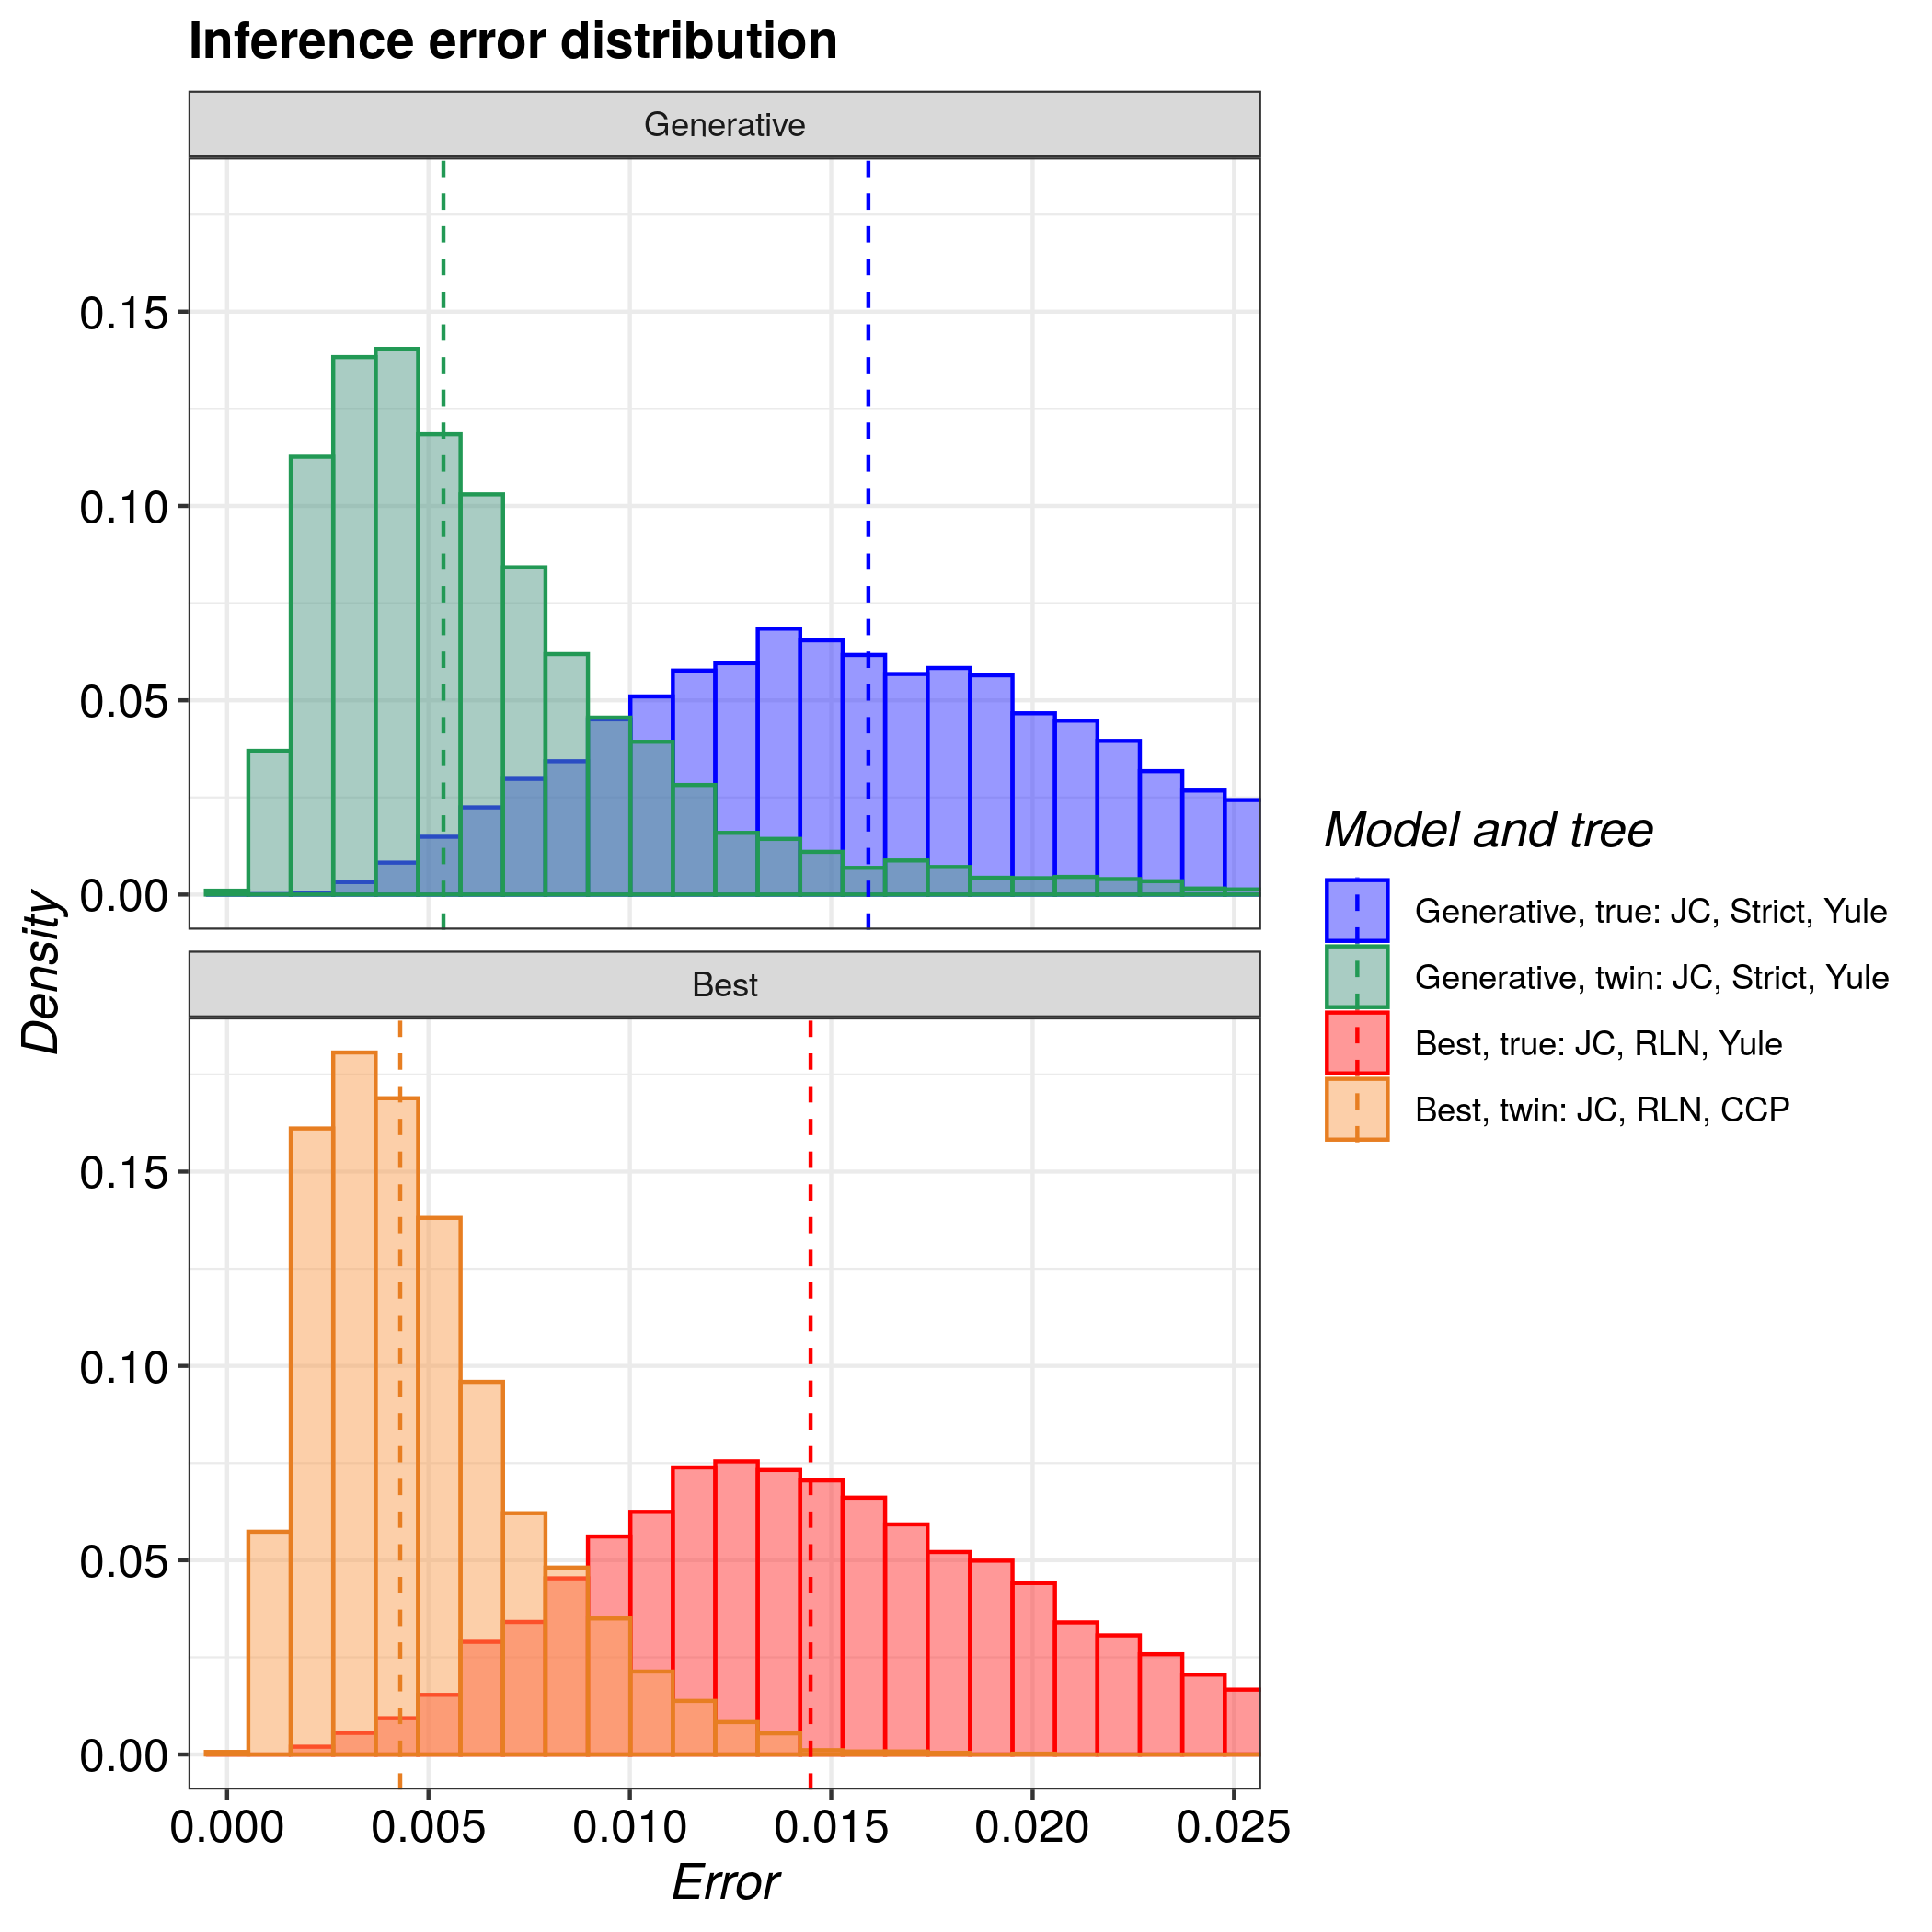 Inference error distribution
Generative
0.15
0.10
0.05
0.00
Density
Best
0.15
0.10
0.05
0.00
0.000 0.005 0.010 0.015 0.020 0.025
Error
Model and tree
Generative, true: JC, Strict, Yule
Generative, twin: JC, Strict, Yule
Best, true: JC, RLN, Yule
Best, twin: JC, RLN, CCP